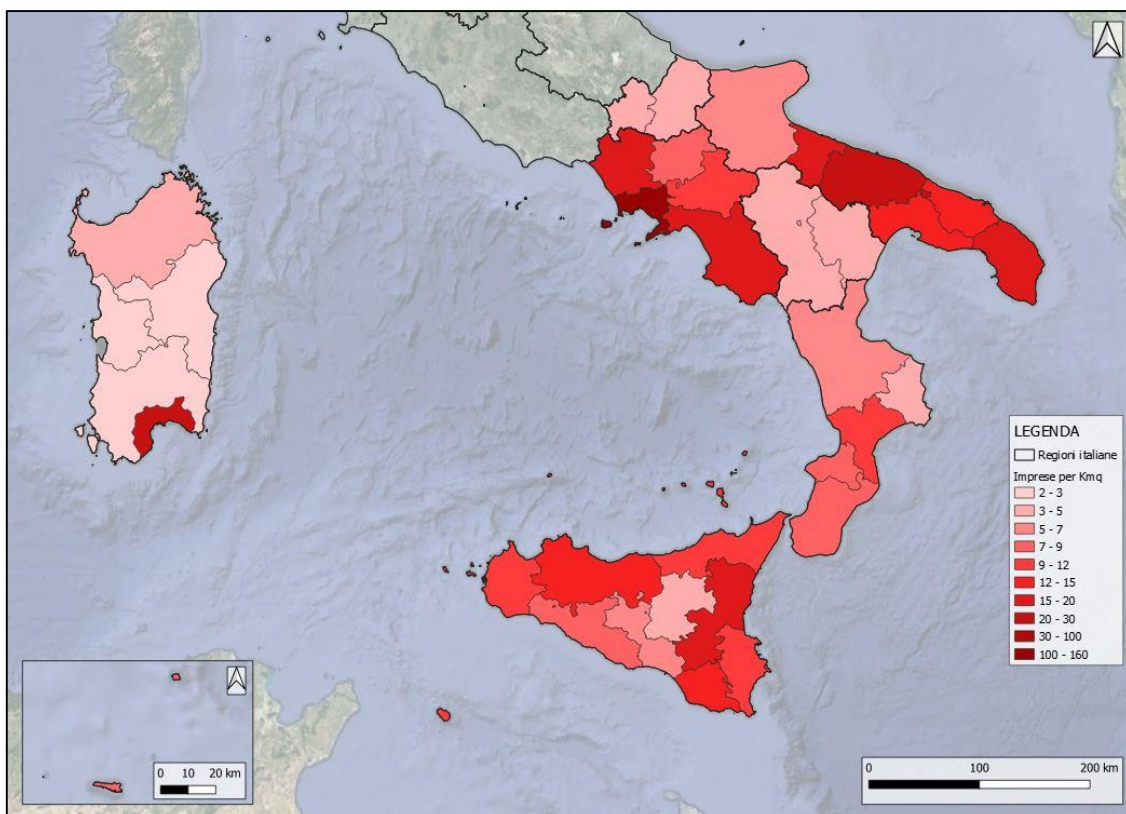 LEGENDA
Regioni italiane
Imprese per Kmq
2 - 3
3 - 5
5 - 7
7 - 9
9 - 12
12 - 15
15 - 20
20 - 30
30 - 100
100 - 160
0 10 20 km
0 100 200 km